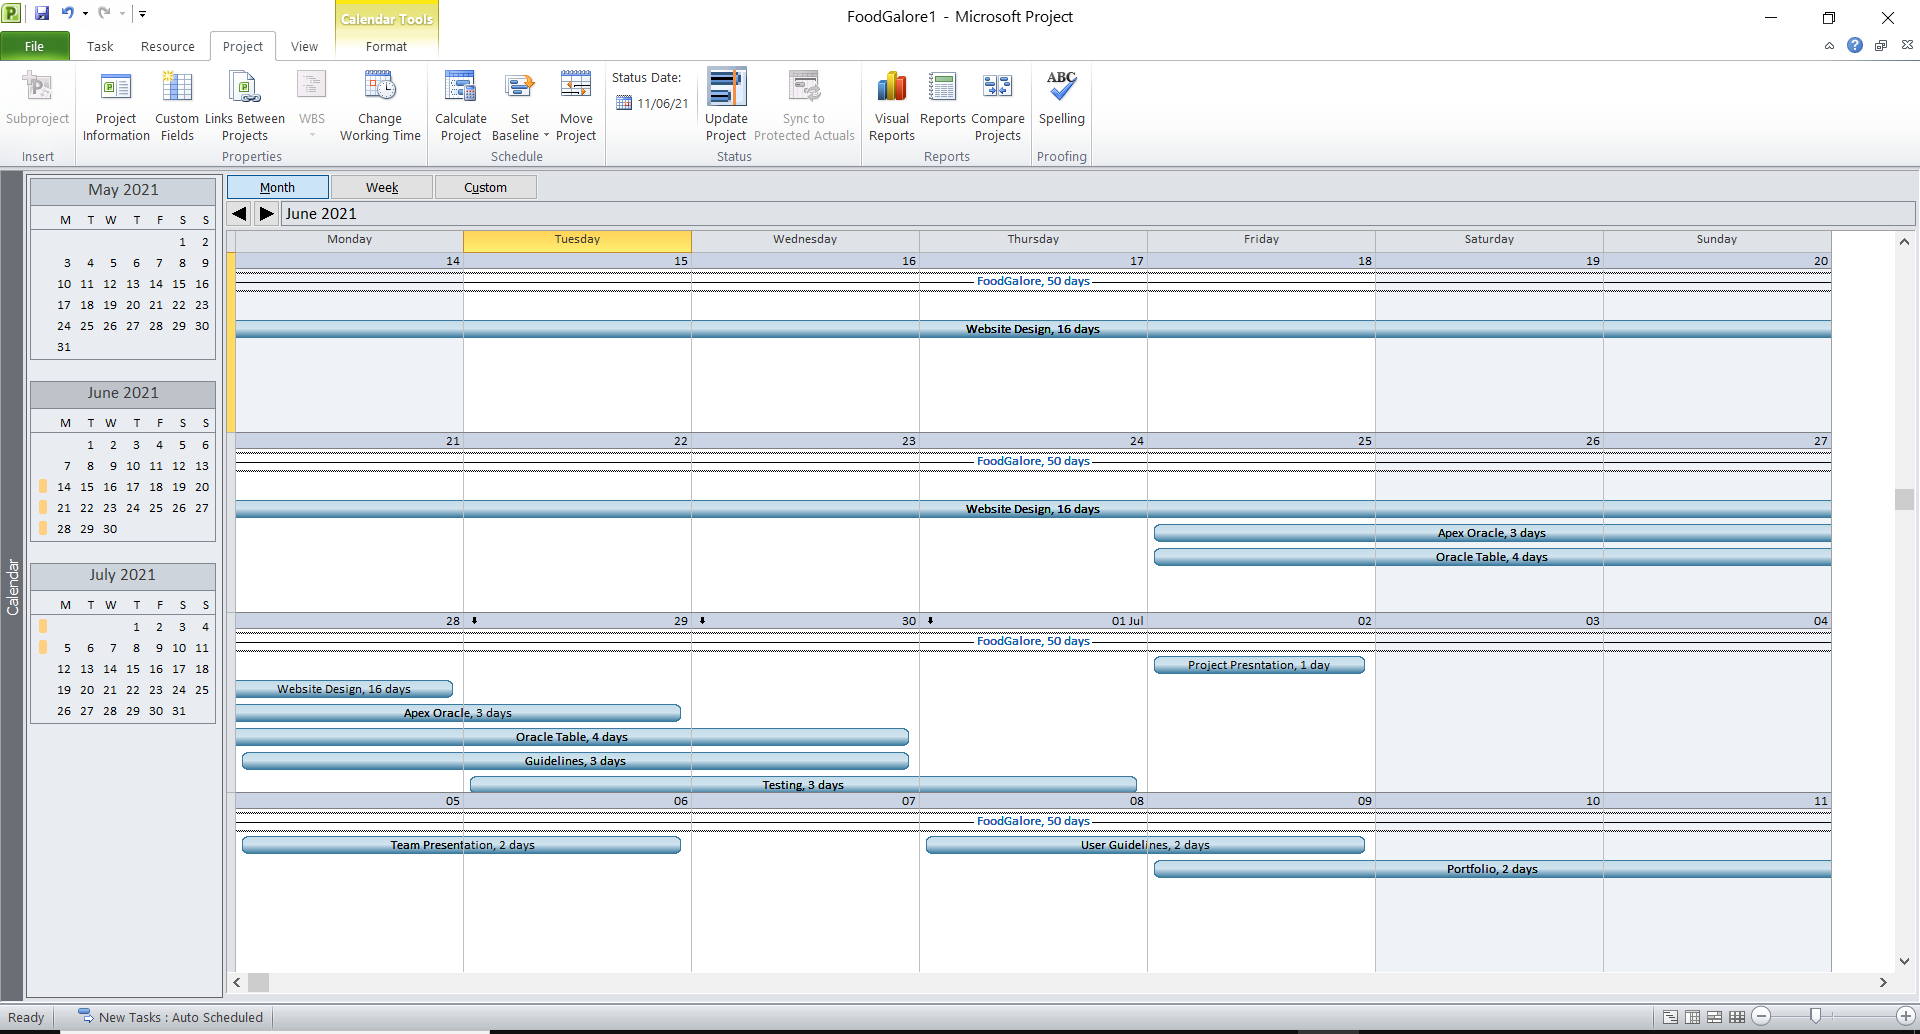 FoodGalore1 - Microsoft Project
Calendar Tools
File Task Resource Project View Format
Subproject
Project Information
Custom Fields
Links Between Projects
WBS
Change Working Time
Calculate Project
Set Baseline
Move Project
Status Date:
11/06/21
Update Project
Sync to Protected Actuals
Visual Reports
Reports
Compare Projects
ABC
Spelling
Insert Properties Schedule Status Reports Proofing
Calendar
May 2021
M T W T F S S
1 2
3 4 5 6 7 8 9
10 11 12 13 14 15 16
17 18 19 20 21 22 23
24 25 26 27 28 29 30
31
June 2021
M T W T F S S
1 2 3 4 5 6
7 8 9 10 11 12 13
14 15 16 17 18 19 20
21 22 23 24 25 26 27
28 29 30
July 2021
M T W T F S S
1 2 3 4
5 6 7 8 9 10 11
12 13 14 15 16 17 18
19 20 21 22 23 24 25
26 27 28 29 30 31
Month Week Custom
June 2021
Monday Tuesday Wednesday Thursday Friday Saturday Sunday
14 15 16 17 18 19 20
FoodGalore, 50 days
Website Design, 16 days
21 22 23 24 25 26 27
FoodGalore, 50 days
Website Design, 16 days
Apex Oracle, 3 days
Oracle Table, 4 days
28 29 30 01 Jul 02 03 04
FoodGalore, 50 days
Project Presntation, 1 day
Website Design, 16 days
Apex Oracle, 3 days
Oracle Table, 4 days
Guidelines, 3 days
Testing, 3 days
05 06 07 08 09 10 11
FoodGalore, 50 days
Team Presentation, 2 days
User Guidelines, 2 days
Portfolio, 2 days
Ready
New Tasks : Auto Scheduled